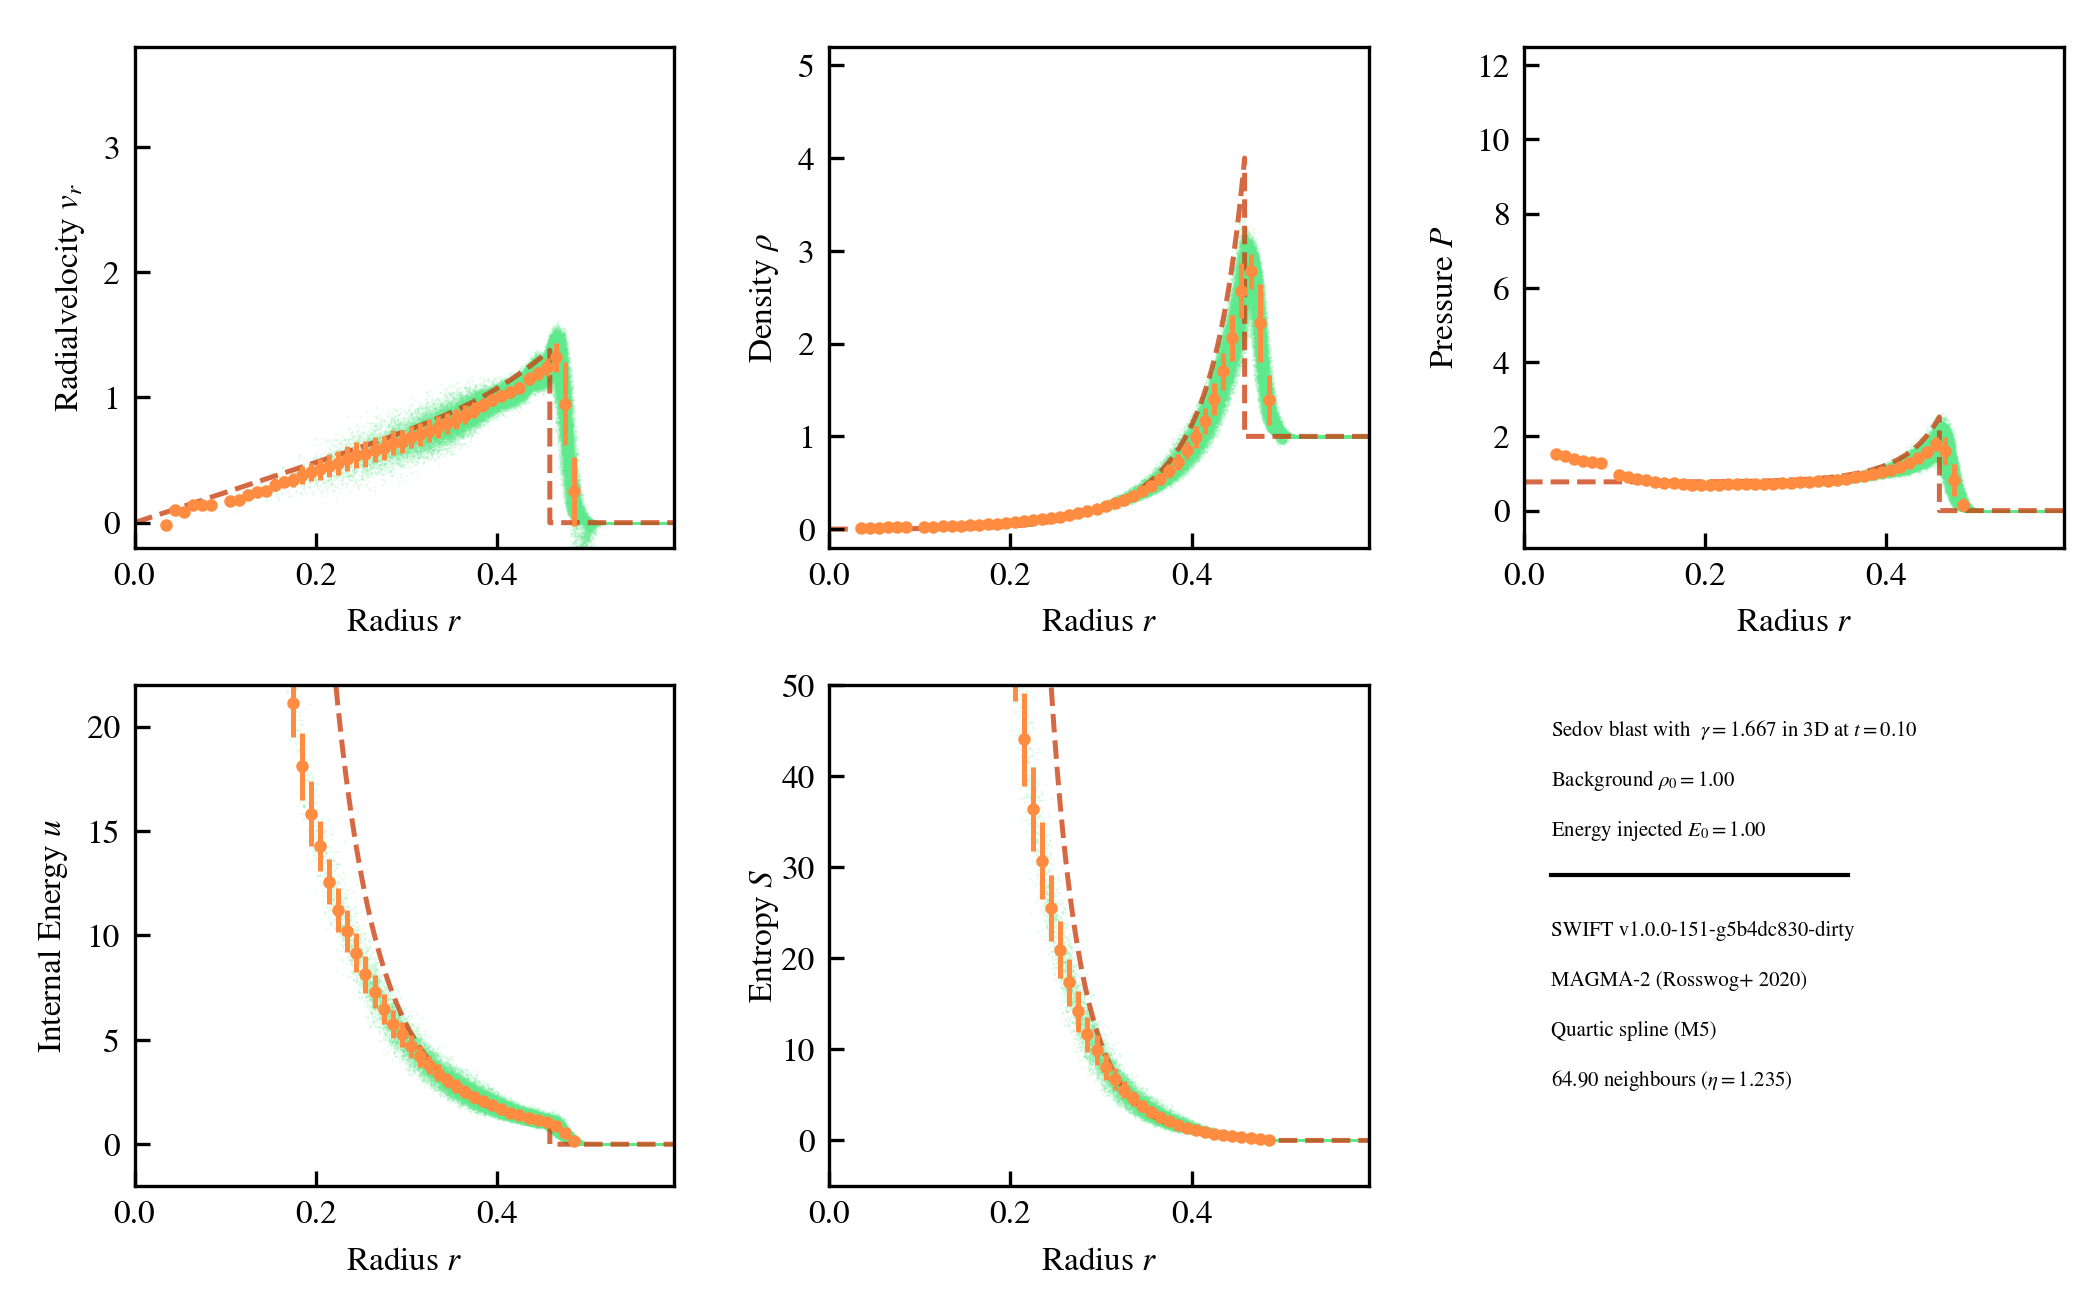 3
2
1
0
Radialvelocity v_r
0.0 0.2 0.4
Radius r
5
4
3
2
1
0
Density ρ
0.0 0.2 0.4
Radius r
12
10
8
6
4
2
0
Pressure P
0.0 0.2 0.4
Radius r
20
15
10
5
0
Internal Energy u
0.0 0.2 0.4
Radius r
50
40
30
20
10
0
Entropy S
0.0 0.2 0.4
Radius r
Sedov blast with γ = 1.667 in 3D at t = 0.10
Background ρ₀ = 1.00
Energy injected E₀ = 1.00
SWIFT v1.0.0-151-g5b4dc830-dirty
MAGMA-2 (Rosswog+ 2020)
Quartic spline (M5)
64.90 neighbours (η = 1.235)